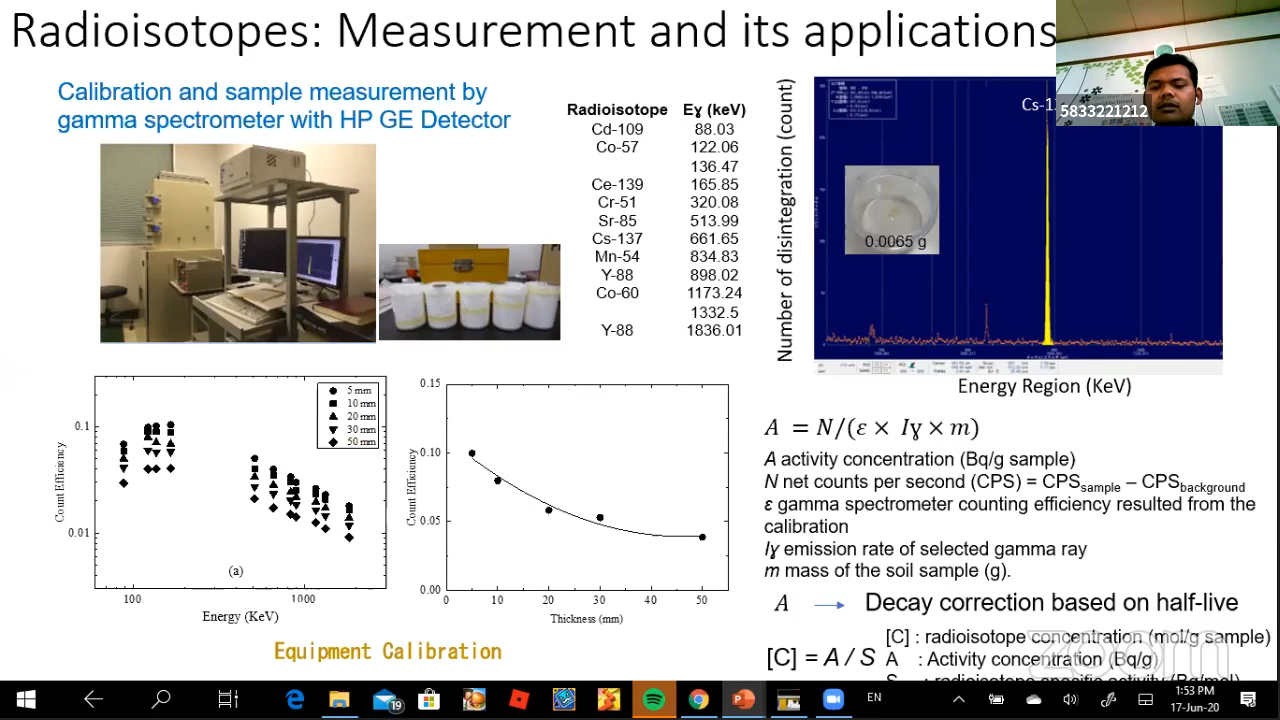 Radioisotopes: Measurement and its applications
Calibration and sample measurement by
gamma spectrometer with HP GE Detector
Radioisotope Eɣ (keV)
Cd-109 88.03
Co-57 122.06
136.47
Ce-139 165.85
Cr-51 320.08
Sr-85 513.99
Cs-137 661.65
Mn-54 834.83
Y-88 898.02
Co-60 1173.24
1332.5
Y-88 1836.01
Number of disintegration (count)
Cs-1
5833221212
0.0065 g
Energy Region (KeV)
5 mm
10 mm
20 mm
30 mm
50 mm
0.1
0.01
Count Efficiency
(a)
100 1000
Energy (KeV)
0.15
0.10
0.05
0.00
Count Efficiency
0 10 20 30 40 50
Thickness (mm)
Equipment Calibration
A = N/(ε × Iɣ × m)
A activity concentration (Bq/g sample)
N net counts per second (CPS) = CPSsample – CPSbackground
ε gamma spectrometer counting efficiency resulted from the
calibration
Iɣ emission rate of selected gamma ray
m mass of the soil sample (g).
A Decay correction based on half-live
[C] = A / S
[C] : radioisotope concentration (mol/g sample)
A : Activity concentration (Bq/g)
S : radioisotope specific activity (Bq/mol)
zoom
19
EN
1:53 PM
17-Jun-20